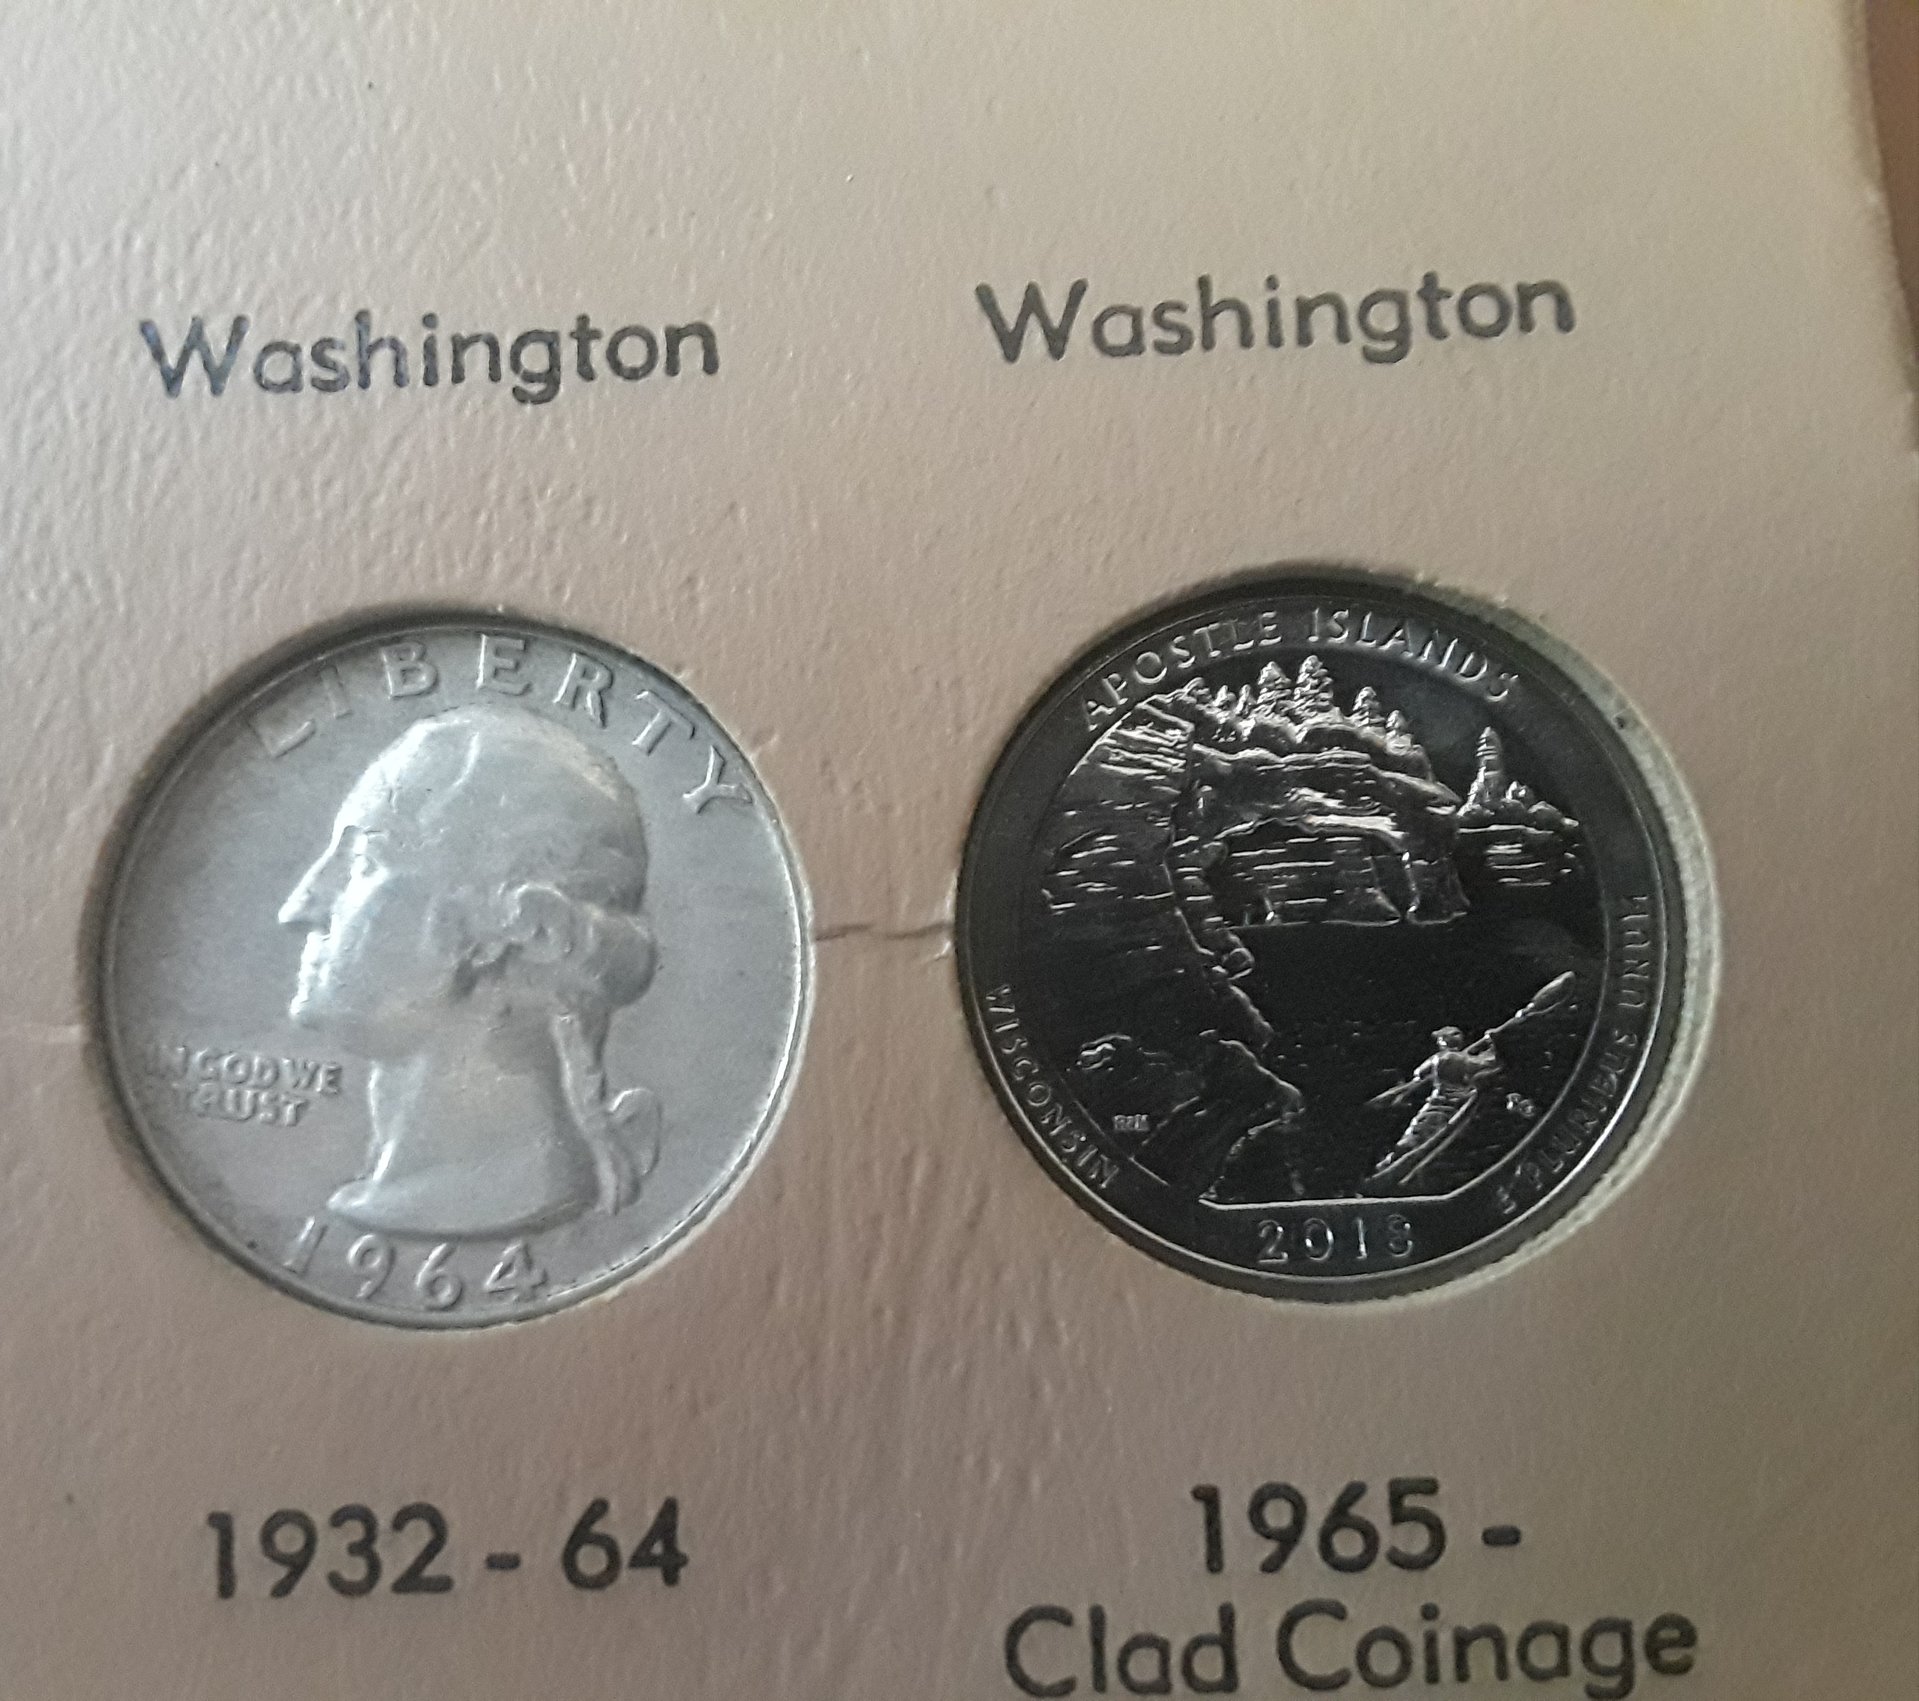 Washington
Washington
LIBERTY
IN GOD WE
TRUST
1964
APOSTLE ISLANDS
WISCONSIN
E PLURIBUS UNUM
2018
1932 - 64
1965 -
Clad Coinage